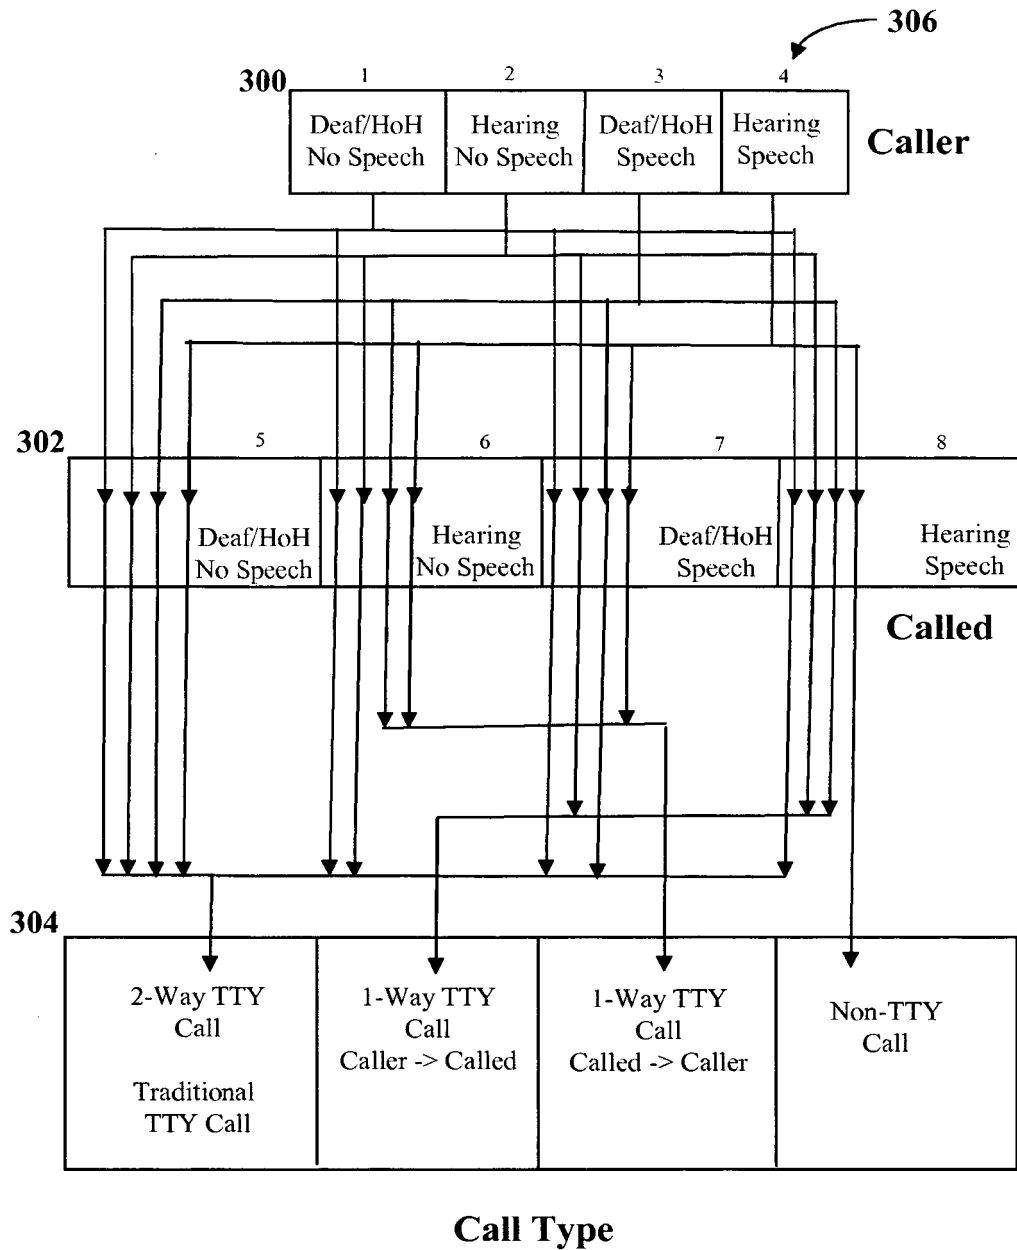 306
300
1 2 3 4
Deaf/HoH Hearing Deaf/HoH Hearing
No Speech No Speech Speech Speech
Caller
302
5 6 7 8
Deaf/HoH Hearing Deaf/HoH Hearing
No Speech No Speech Speech Speech
Called
304
2-Way TTY
Call
Traditional
TTY Call
1-Way TTY
Call
Caller -> Called
1-Way TTY
Call
Called -> Caller
Non-TTY
Call
Call Type